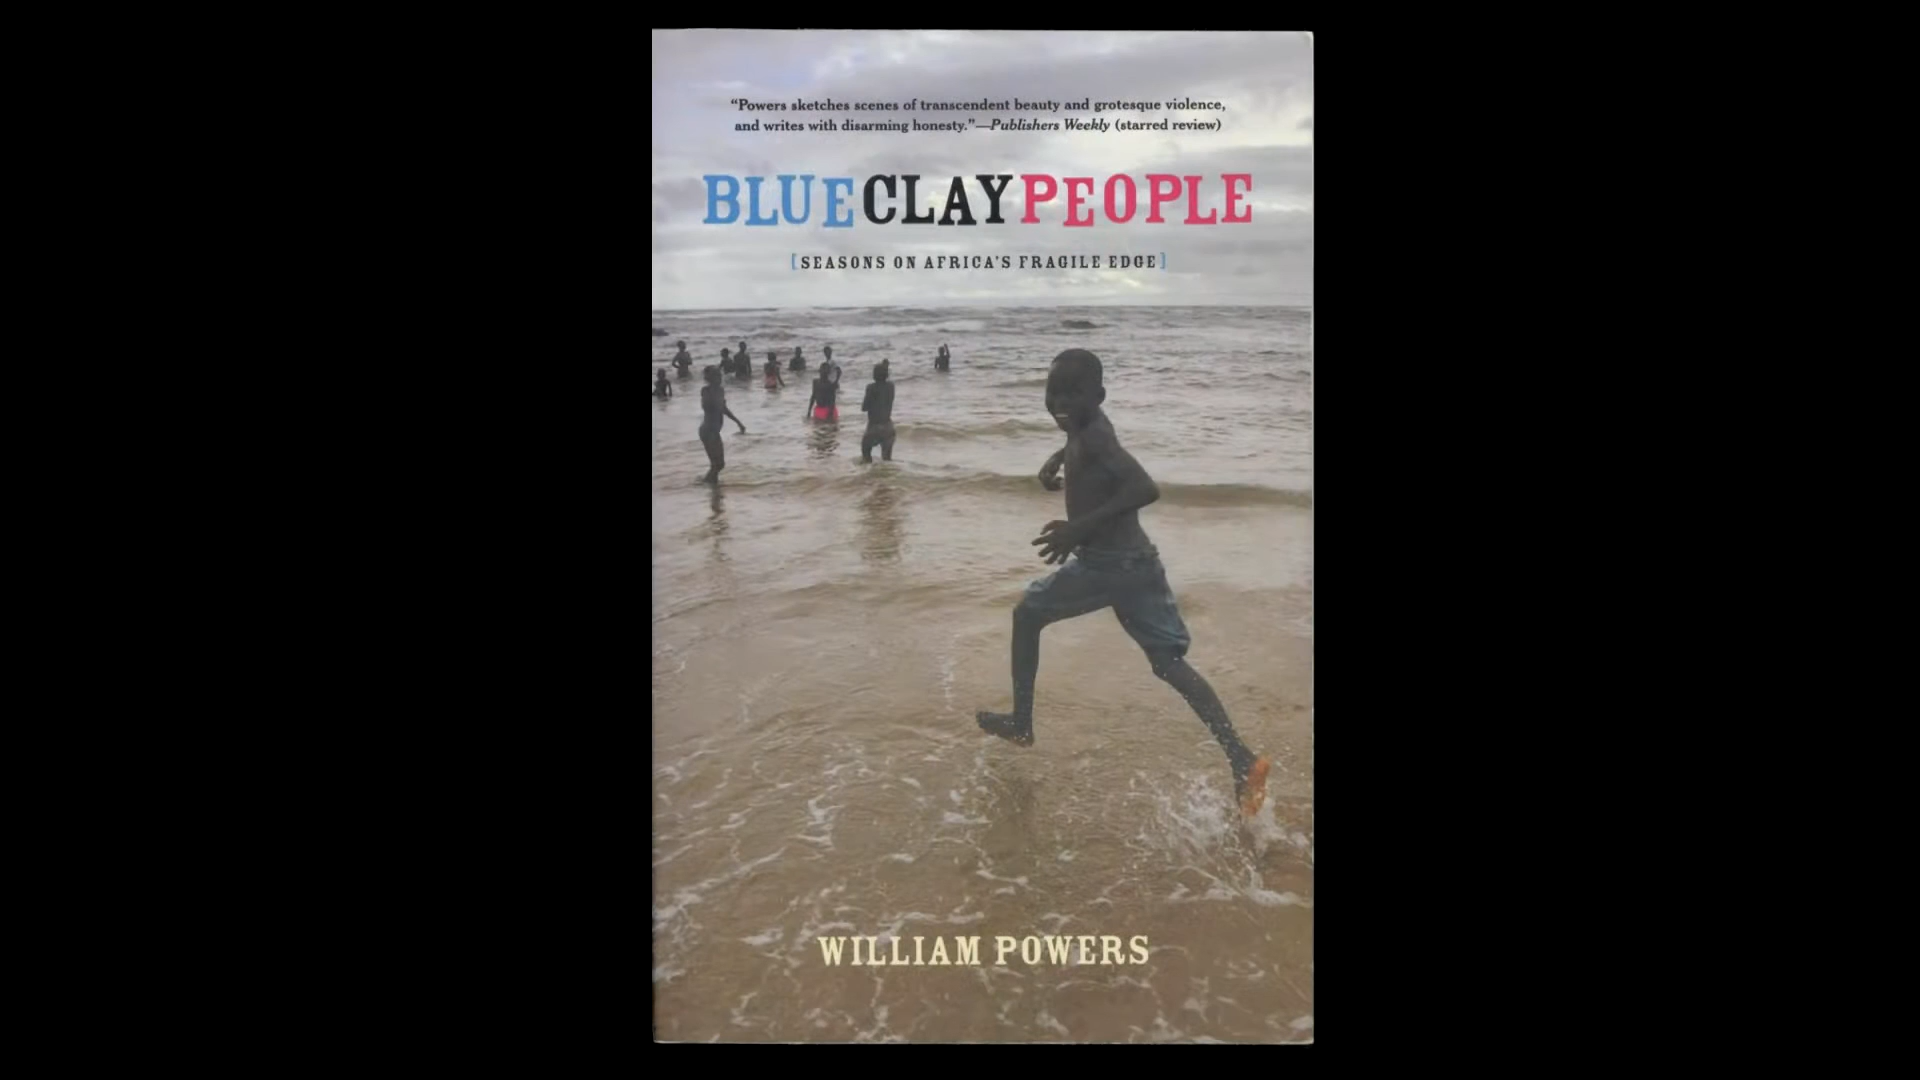 “Powers sketches scenes of transcendent beauty and grotesque violence,
and writes with disarming honesty.”—Publishers Weekly (starred review)
BLUE CLAY PEOPLE
[SEASONS ON AFRICA'S FRAGILE EDGE]
WILLIAM POWERS